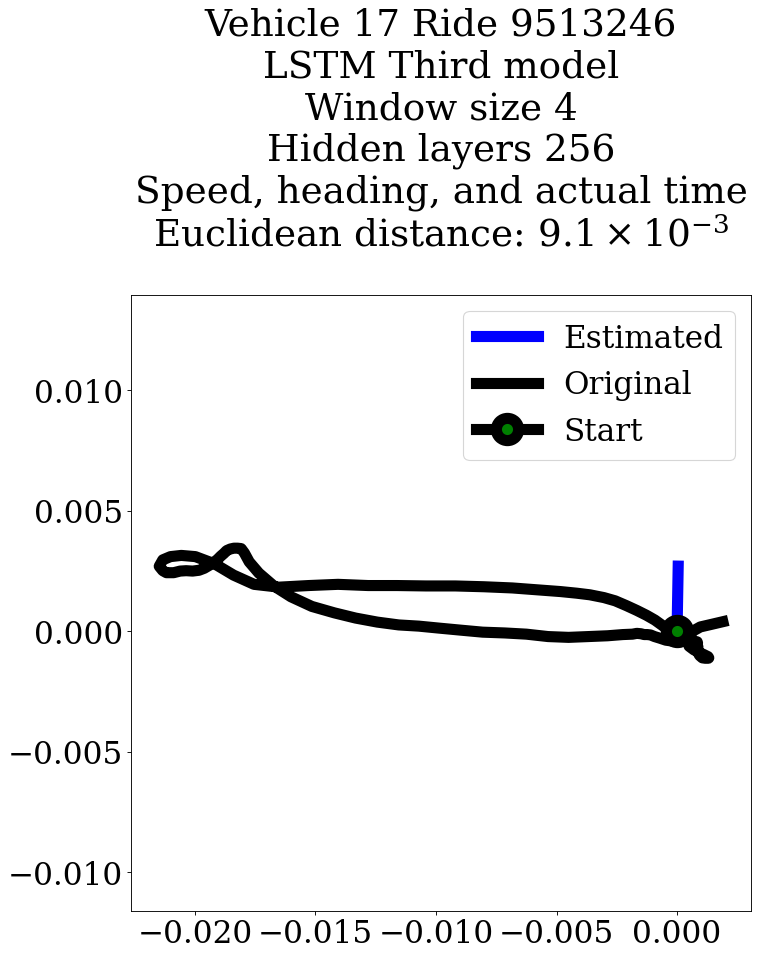 Vehicle 17 Ride 9513246
LSTM Third model
Window size 4
Hidden layers 256
Speed, heading, and actual time
Euclidean distance: 9.1 × 10⁻³
Estimated
Original
Start
0.010
0.005
0.000
−0.005
−0.010
−0.020 −0.015 −0.010 −0.005 0.000